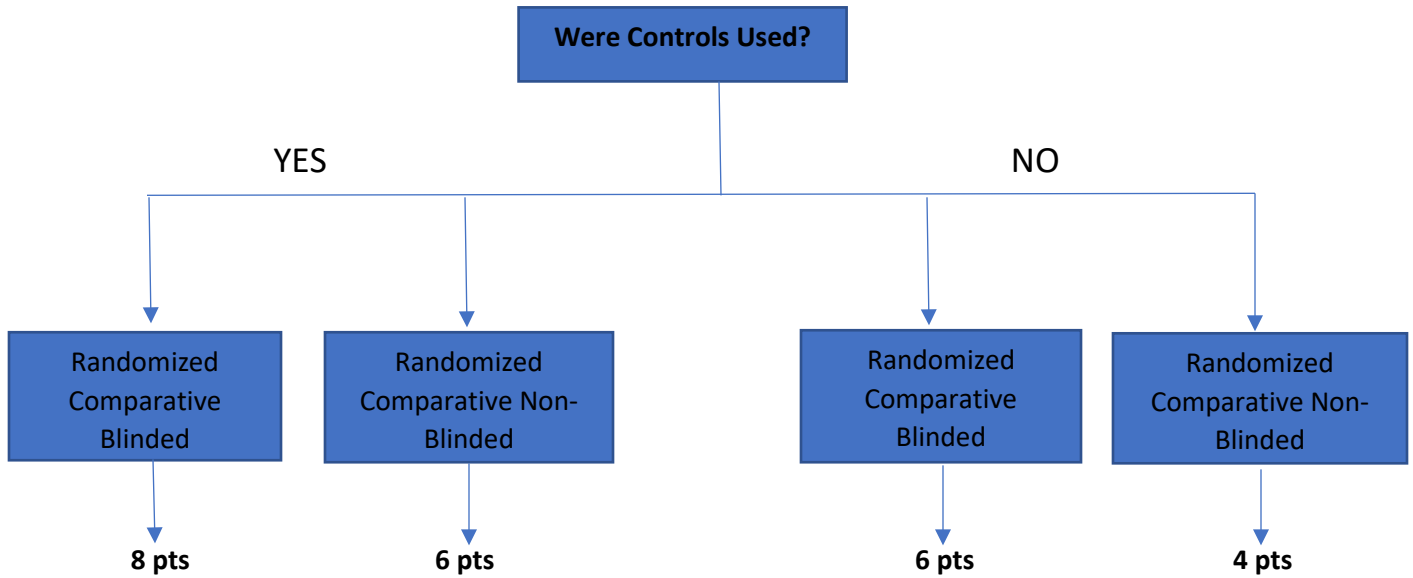 Were Controls Used?
YES
NO
Randomized
Comparative
Blinded
Randomized
Comparative Non-
Blinded
Randomized
Comparative
Blinded
Randomized
Comparative Non-
Blinded
8 pts
6 pts
6 pts
4 pts